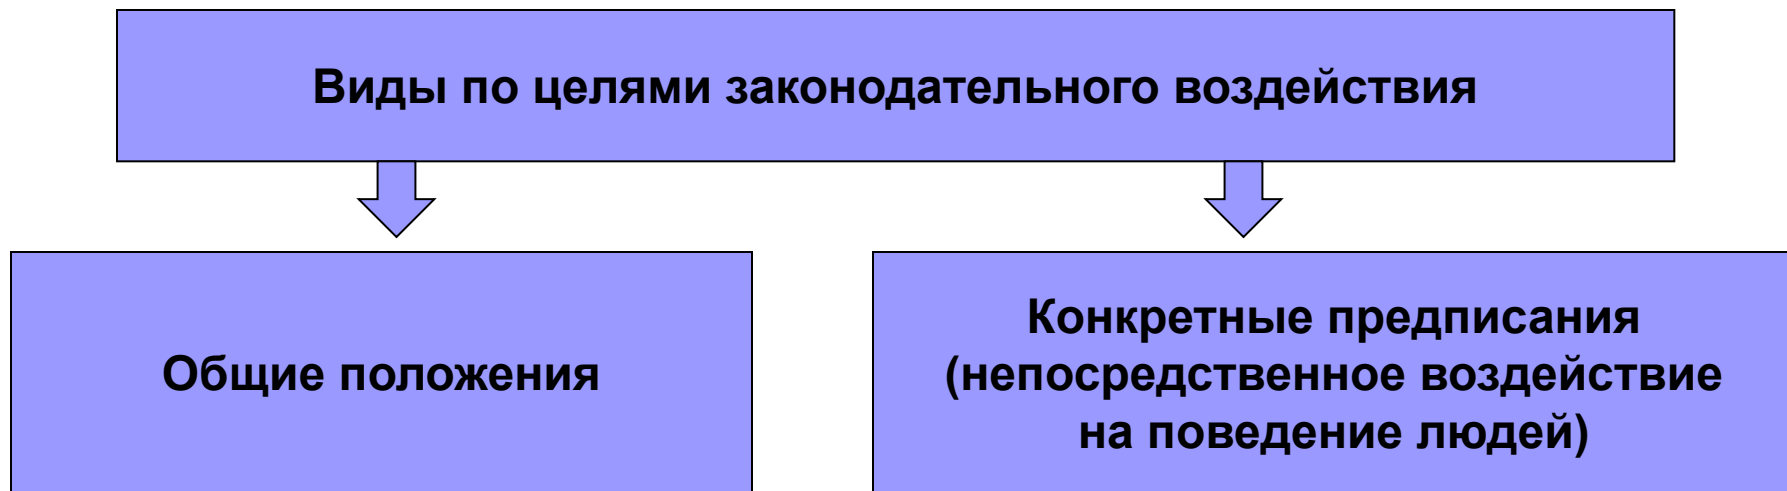 Виды по целями законодательного воздействия
Общие положения
Конкретные предписания
(непосредственное воздействие
на поведение людей)